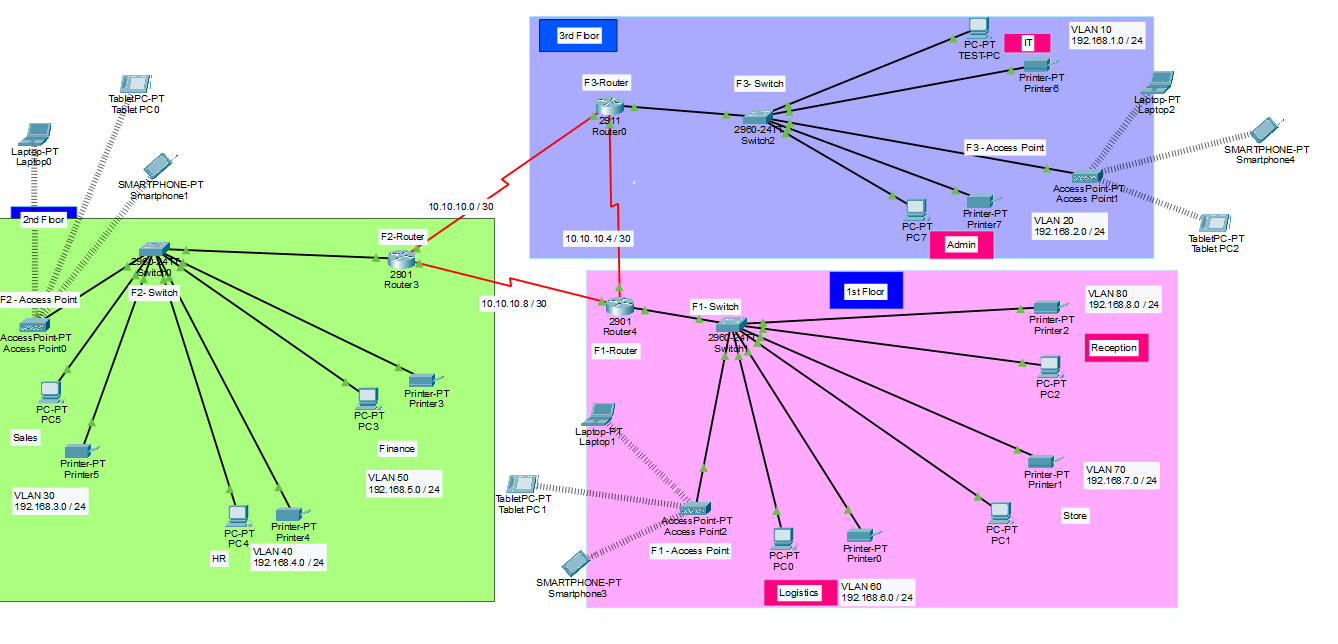 3rd Floor
PC-PT
TEST-PC
IT
VLAN 10
192.168.1.0 / 24
Printer-PT
Printer6
F3-Router
2911
Router0
F3- Switch
2960-24TT
Switch2
F3 - Access Point
AccessPoint-PT
Access Point1
Laptop-PT
Laptop2
SMARTPHONE-PT
Smartphone4
TabletPC-PT
Tablet PC2
PC-PT
PC7
Printer-PT
Printer7
Admin
VLAN 20
192.168.2.0 / 24
TabletPC-PT
Tablet PC0
Laptop-PT
Laptop0
SMARTPHONE-PT
Smartphone1
10.10.10.0 / 30
10.10.10.4 / 30
10.10.10.8 / 30
2nd Floor
F2-Router
2901
Router3
2960-24TT
Switch0
F2- Switch
F2 - Access Point
AccessPoint-PT
Access Point0
PC-PT
PC5
Sales
Printer-PT
Printer5
VLAN 30
192.168.3.0 / 24
PC-PT
PC4
HR
Printer-PT
Printer4
VLAN 40
192.168.4.0 / 24
PC-PT
PC3
Printer-PT
Printer3
Finance
VLAN 50
192.168.5.0 / 24
1st Floor
2901
Router4
F1-Router
F1- Switch
2960-24TT
Switch1
Printer-PT
Printer2
VLAN 80
192.168.8.0 / 24
Reception
PC-PT
PC2
Laptop-PT
Laptop1
TabletPC-PT
Tablet PC1
SMARTPHONE-PT
Smartphone3
AccessPoint-PT
Access Point2
F1 - Access Point
PC-PT
PC0
Printer-PT
Printer0
Logistics
VLAN 60
192.168.6.0 / 24
Printer-PT
Printer1
VLAN 70
192.168.7.0 / 24
PC-PT
PC1
Store